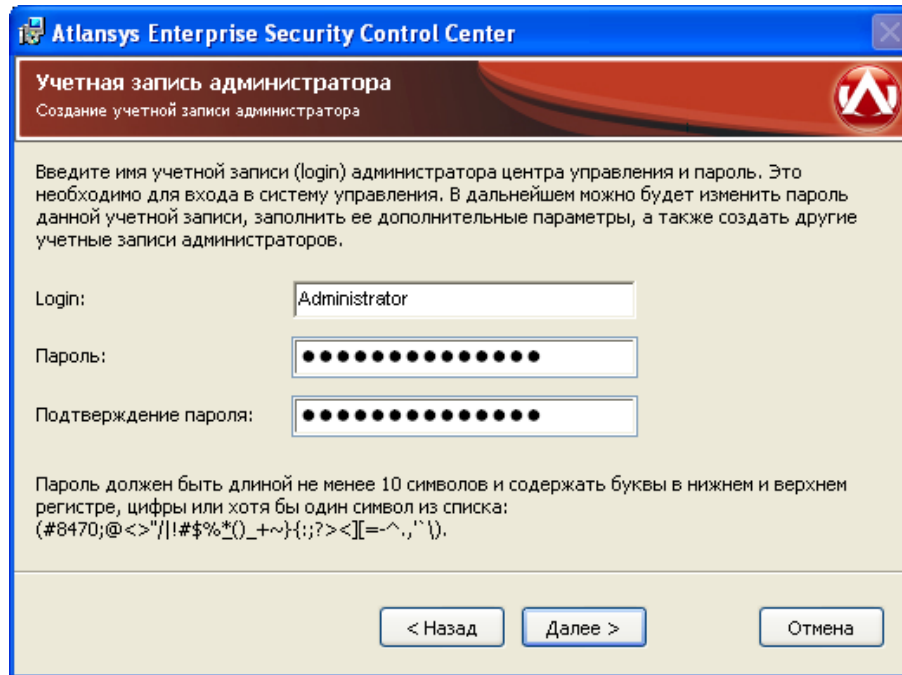 Atlansys Enterprise Security Control Center
Учетная запись администратора
Создание учетной записи администратора
Введите имя учетной записи (login) администратора центра управления и пароль. Это
необходимо для входа в систему управления. В дальнейшем можно будет изменить пароль
данной учетной записи, заполнить ее дополнительные параметры, а также создать другие
учетные записи администраторов.
Login:
Administrator
Пароль:
●●●●●●●●●●●●●●
Подтверждение пароля:
●●●●●●●●●●●●●●
Пароль должен быть длиной не менее 10 символов и содержать буквы в нижнем и верхнем
регистре, цифры или хотя бы один символ из списка:
(#8470;@<>"/|!#$%*()_+~}{:;?><][=-^.,'`\).
< Назад
Далее >
Отмена